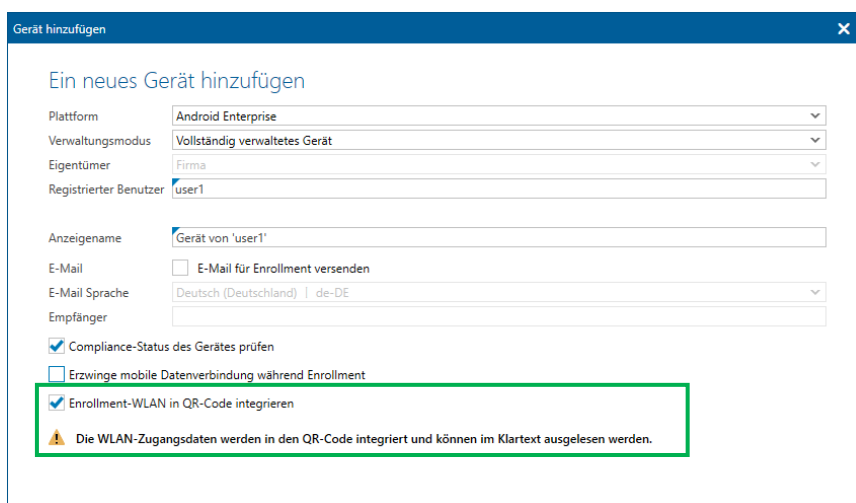 Gerät hinzufügen
Ein neues Gerät hinzufügen
Plattform Android Enterprise
Verwaltungsmodus Vollständig verwaltetes Gerät
Eigentümer Firma
Registrierter Benutzer user1
Anzeigename Gerät von 'user1'
E-Mail E-Mail für Enrollment versenden
E-Mail Sprache Deutsch (Deutschland) | de-DE
Empfänger
Compliance-Status des Gerätes prüfen
Erzwinge mobile Datenverbindung während Enrollment
Enrollment-WLAN in QR-Code integrieren
Die WLAN-Zugangsdaten werden in den QR-Code integriert und können im Klartext ausgelesen werden.